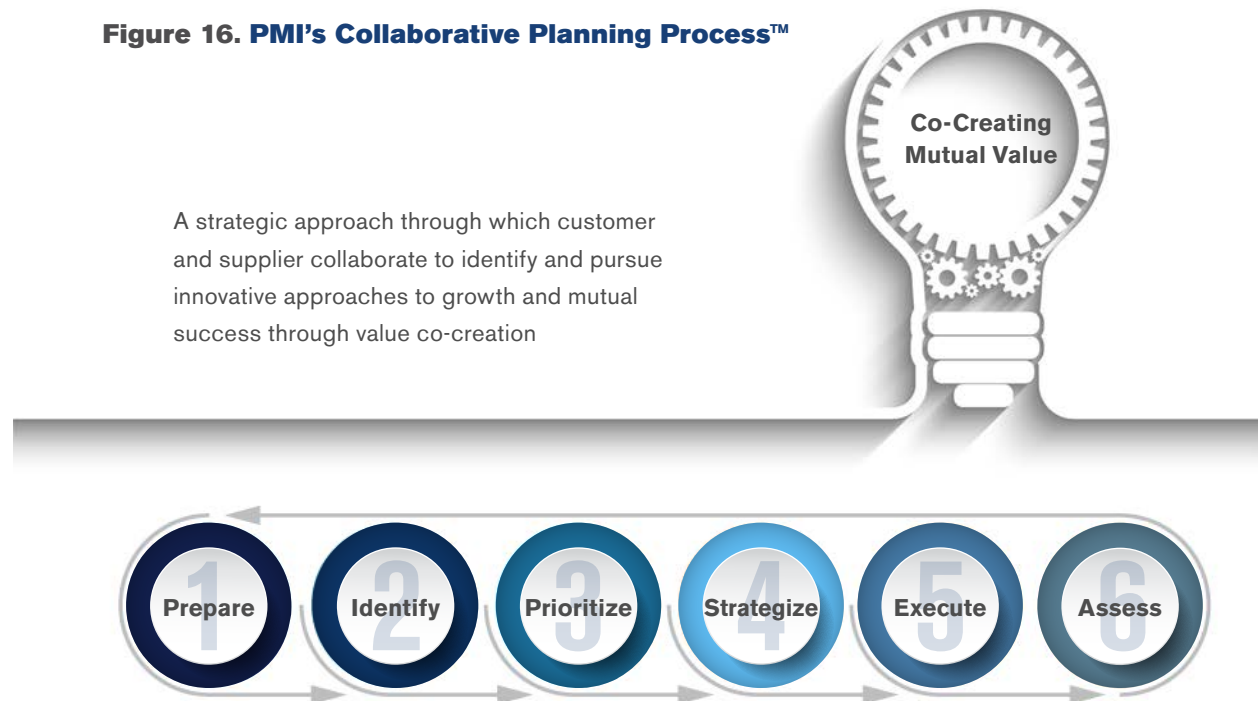 Figure 16. PMI’s Collaborative Planning Process™
Co-Creating
Mutual Value
A strategic approach through which customer
and supplier collaborate to identify and pursue
innovative approaches to growth and mutual
success through value co-creation
1 Prepare
2 Identify
3 Prioritize
4 Strategize
5 Execute
6 Assess